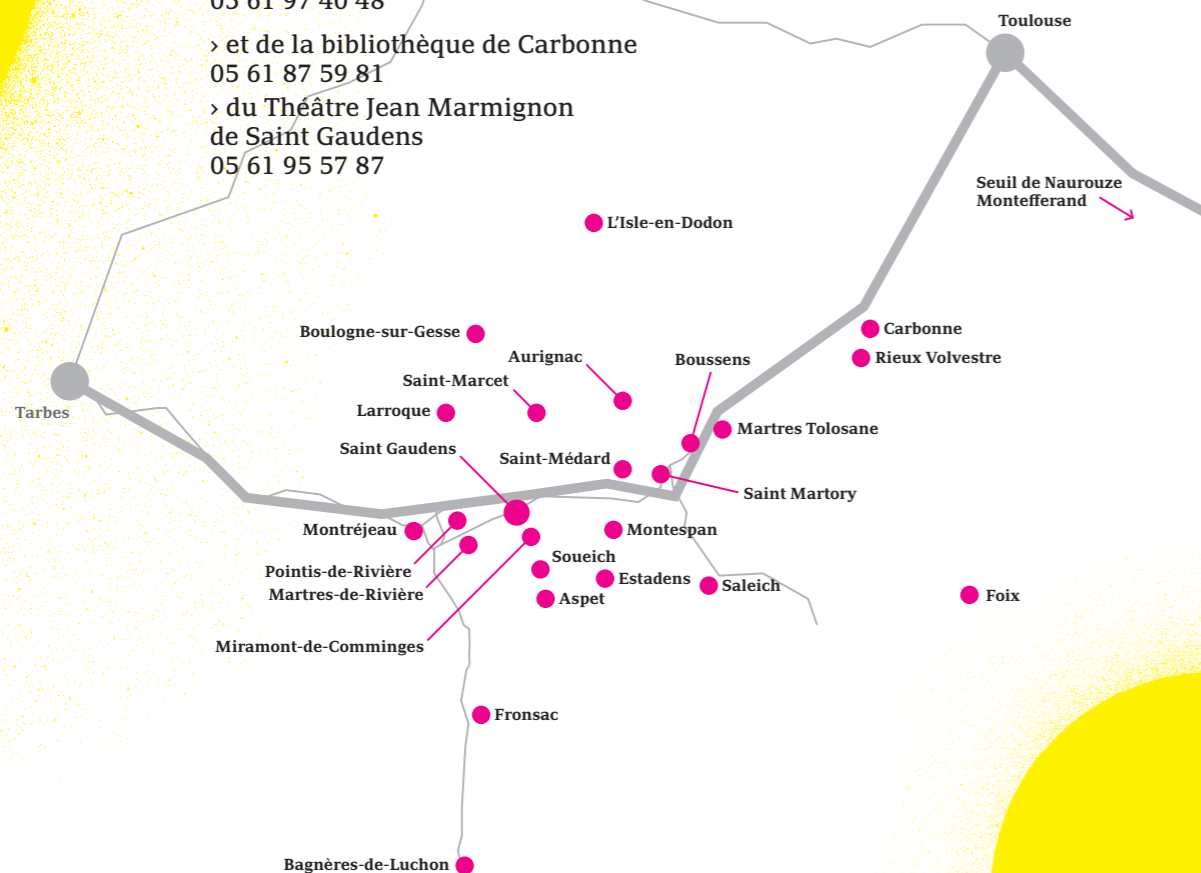 05 61 97 40 48
› et de la bibliothèque de Carbonne
05 61 87 59 81
› du Théâtre Jean Marmignon
de Saint Gaudens
05 61 95 57 87
Toulouse
Seuil de Naurouze
Montefferand
L'Isle-en-Dodon
Boulogne-sur-Gesse
Carbonne
Aurignac
Boussens
Rieux Volvestre
Saint-Marcet
Larroque
Tarbes
Martres Tolosane
Saint Gaudens
Saint-Médard
Saint Martory
Montréjeau
Montespan
Soueich
Pointis-de-Rivière
Estadens
Saleich
Martres-de-Rivière
Aspet
Foix
Miramont-de-Comminges
Fronsac
Bagnères-de-Luchon